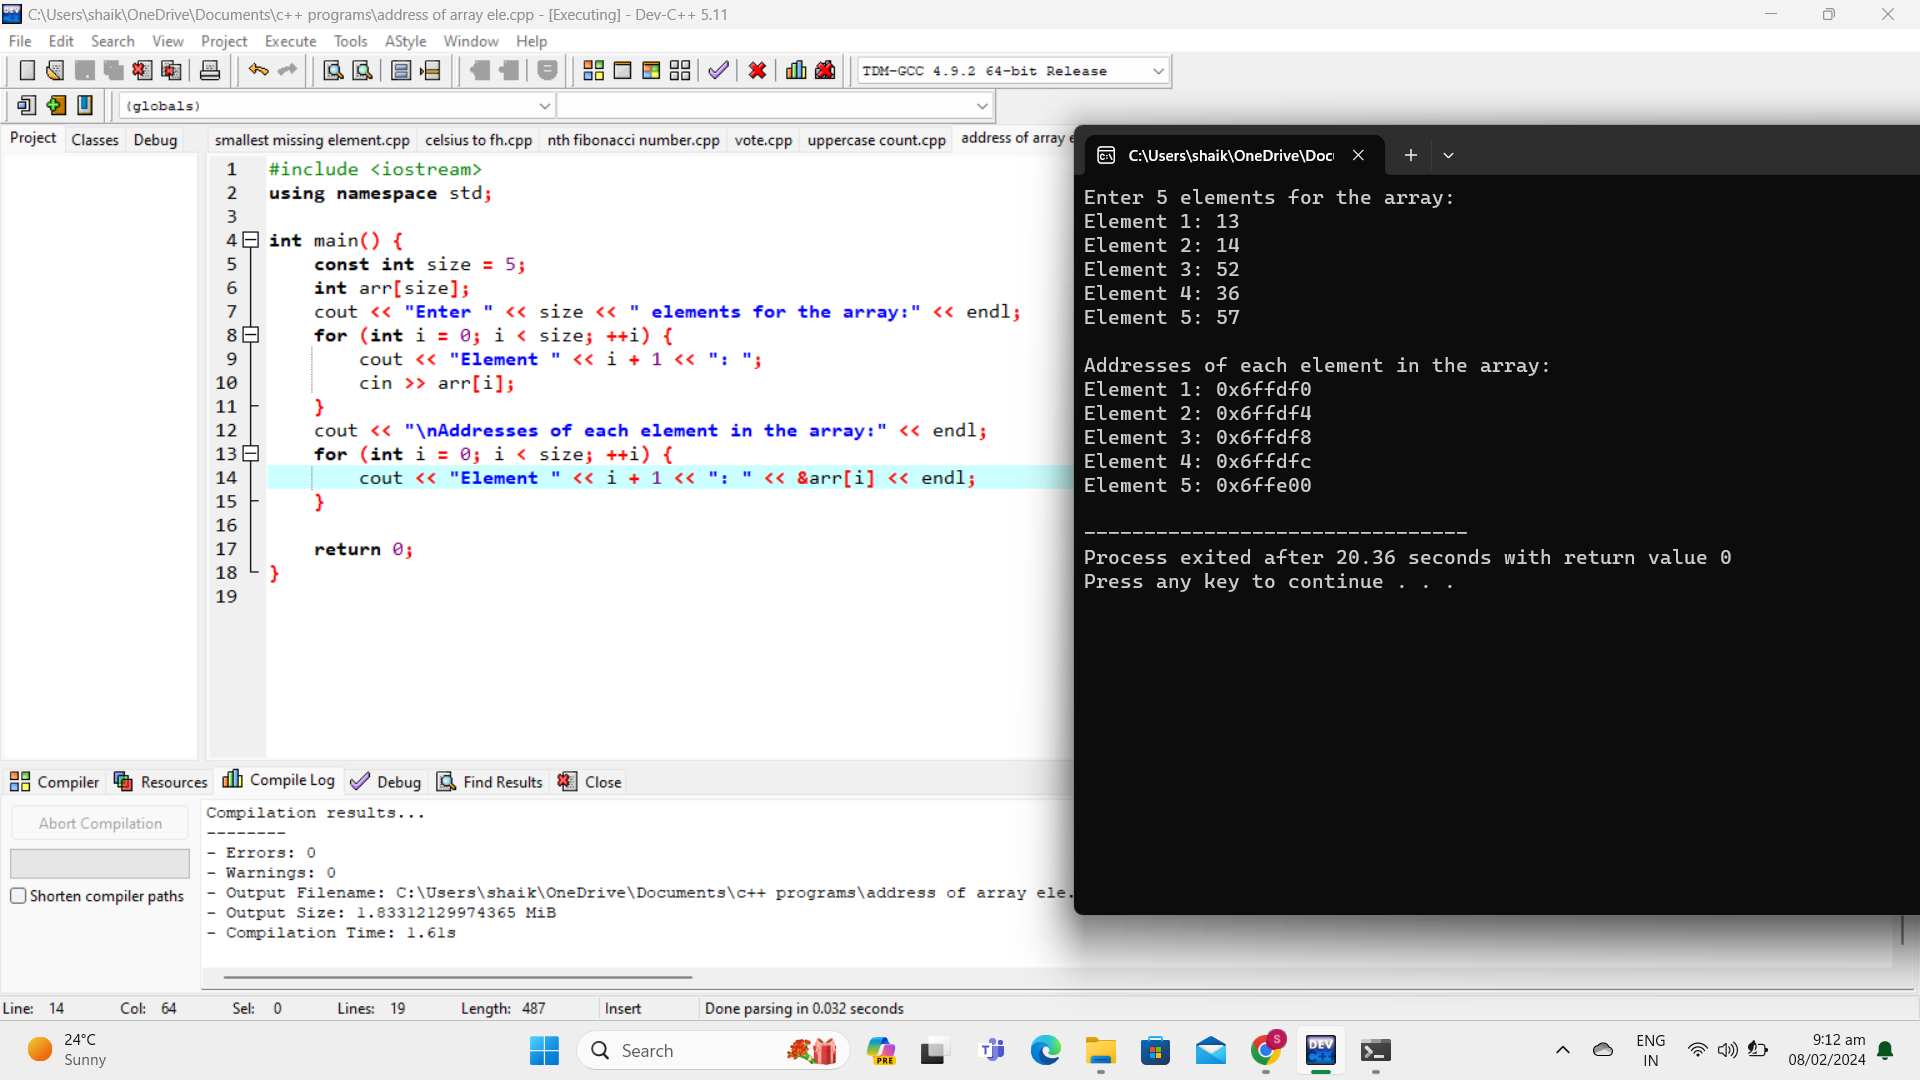 C:\Users\shaik\OneDrive\Documents\c++ programs\address of array ele.cpp - [Executing] - Dev-C++ 5.11
File Edit Search View Project Execute Tools AStyle Window Help
TDM-GCC 4.9.2 64-bit Release
(globals)
Project Classes Debug
smallest missing element.cpp celsius to fh.cpp nth fibonacci number.cpp vote.cpp uppercase count.cpp address of array e
1 #include <iostream>
2 using namespace std;
3
4 int main() {
5 const int size = 5;
6 int arr[size];
7 cout << "Enter " << size << " elements for the array:" << endl;
8 for (int i = 0; i < size; ++i) {
9 cout << "Element " << i + 1 << ": ";
10 cin >> arr[i];
11 }
12 cout << "\nAddresses of each element in the array:" << endl;
13 for (int i = 0; i < size; ++i) {
14 cout << "Element " << i + 1 << ": " << &arr[i] << endl;
15 }
16
17 return 0;
18 }
19
C:\Users\shaik\OneDrive\Doc
Enter 5 elements for the array:
Element 1: 13
Element 2: 14
Element 3: 52
Element 4: 36
Element 5: 57
Addresses of each element in the array:
Element 1: 0x6ffdf0
Element 2: 0x6ffdf4
Element 3: 0x6ffdf8
Element 4: 0x6ffdfc
Element 5: 0x6ffe00
--------------------------------
Process exited after 20.36 seconds with return value 0
Press any key to continue . . .
Compiler Resources Compile Log Debug Find Results Close
Abort Compilation
Shorten compiler paths
Compilation results...
--------
- Errors: 0
- Warnings: 0
- Output Filename: C:\Users\shaik\OneDrive\Documents\c++ programs\address of array ele.
- Output Size: 1.83312129974365 MiB
- Compilation Time: 1.61s
Line: 14 Col: 64 Sel: 0 Lines: 19 Length: 487 Insert Done parsing in 0.032 seconds
24°C
Sunny
Search
PRE
S
DEV
ENG
IN
9:12 am
08/02/2024